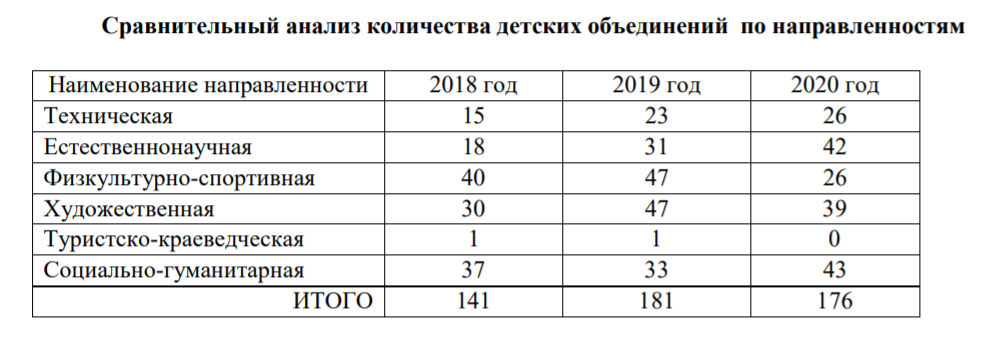 Сравнительный анализ количества детских объединений по направленностям
Наименование направленности 2018 год 2019 год 2020 год
Техническая 15 23 26
Естественнонаучная 18 31 42
Физкультурно-спортивная 40 47 26
Художественная 30 47 39
Туристско-краеведческая 1 1 0
Социально-гуманитарная 37 33 43
ИТОГО 141 181 176